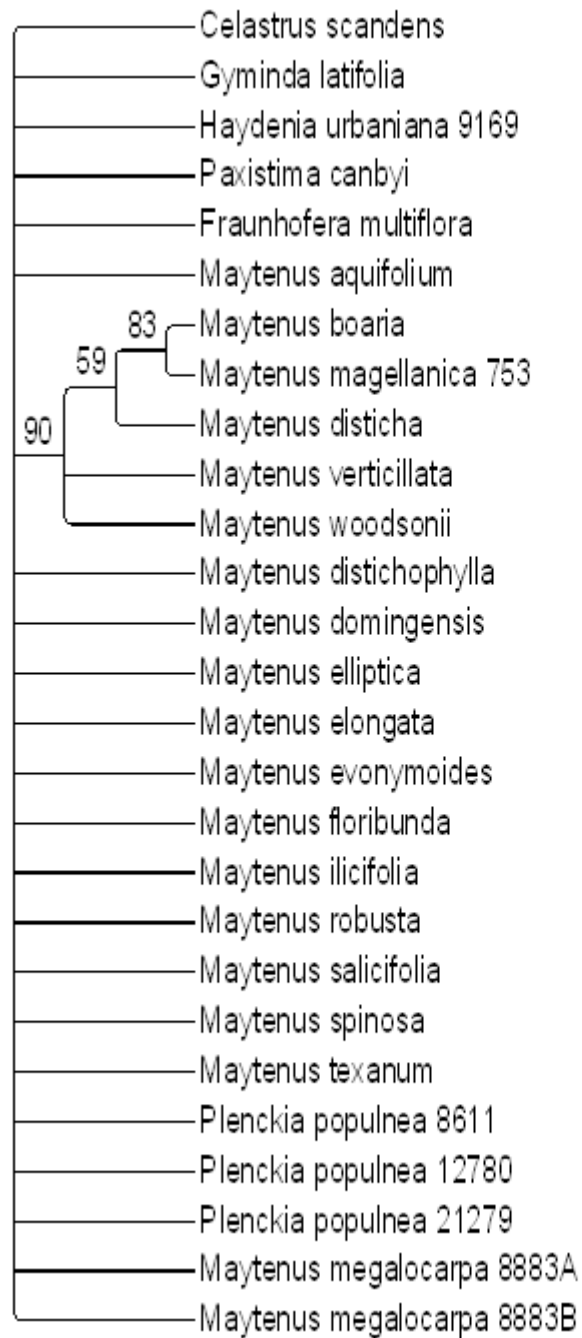 Celastrus scandens
Gyminda latifolia
Haydenia urbaniana 9169
Paxistima canbyi
Fraunhofera multiflora
Maytenus aquifolium
83 Maytenus boaria
59 Maytenus magellanica 753
90 Maytenus disticha
Maytenus verticillata
Maytenus woodsonii
Maytenus distichophylla
Maytenus domingensis
Maytenus elliptica
Maytenus elongata
Maytenus evonymoides
Maytenus floribunda
Maytenus ilicifolia
Maytenus robusta
Maytenus salicifolia
Maytenus spinosa
Maytenus texanum
Plenckia populnea 8611
Plenckia populnea 12780
Plenckia populnea 21279
Maytenus megalocarpa 8883A
Maytenus megalocarpa 8883B